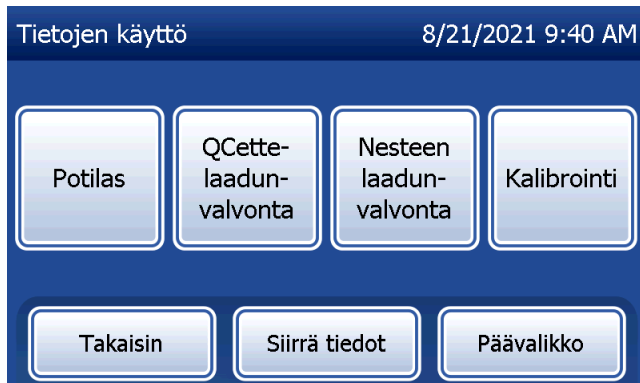 Tietojen käyttö 8/21/2021 9:40 AM
Potilas
QCette-
laadun-
valvonta
Nesteen
laadun-
valvonta
Kalibrointi
Takaisin
Siirrä tiedot
Päävalikko